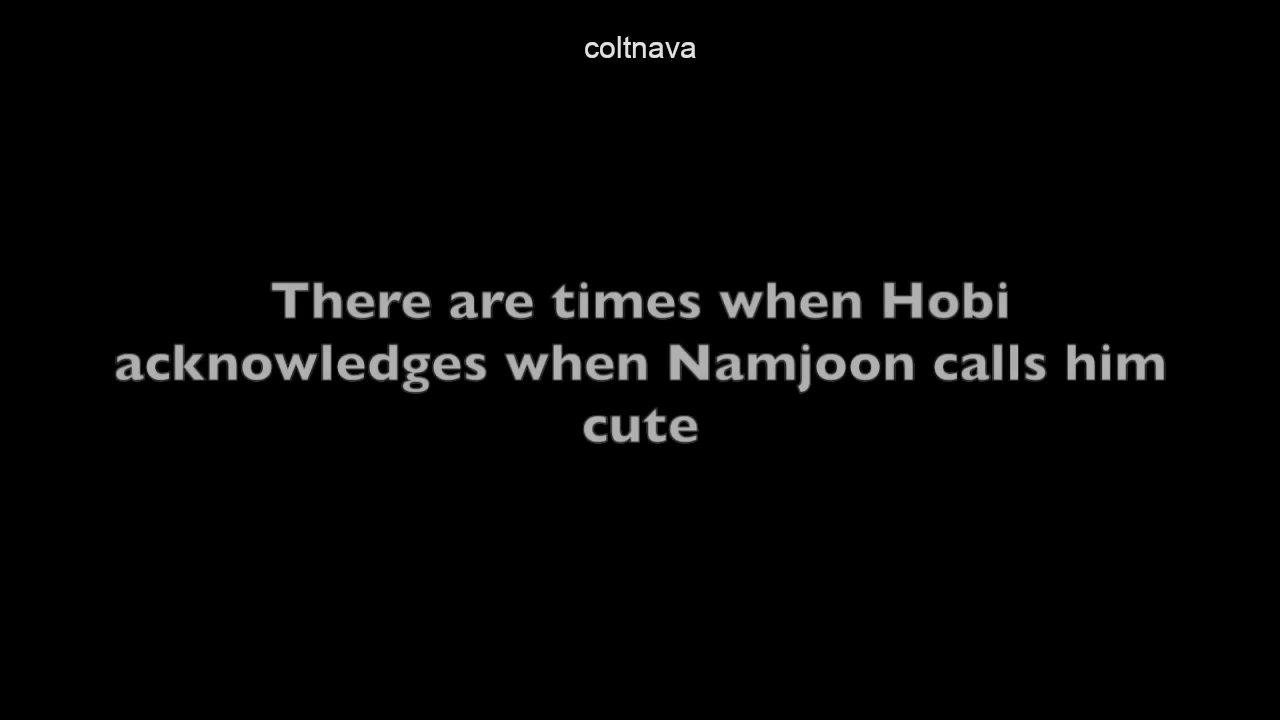 coltnava
There are times when Hobi
acknowledges when Namjoon calls him
cute